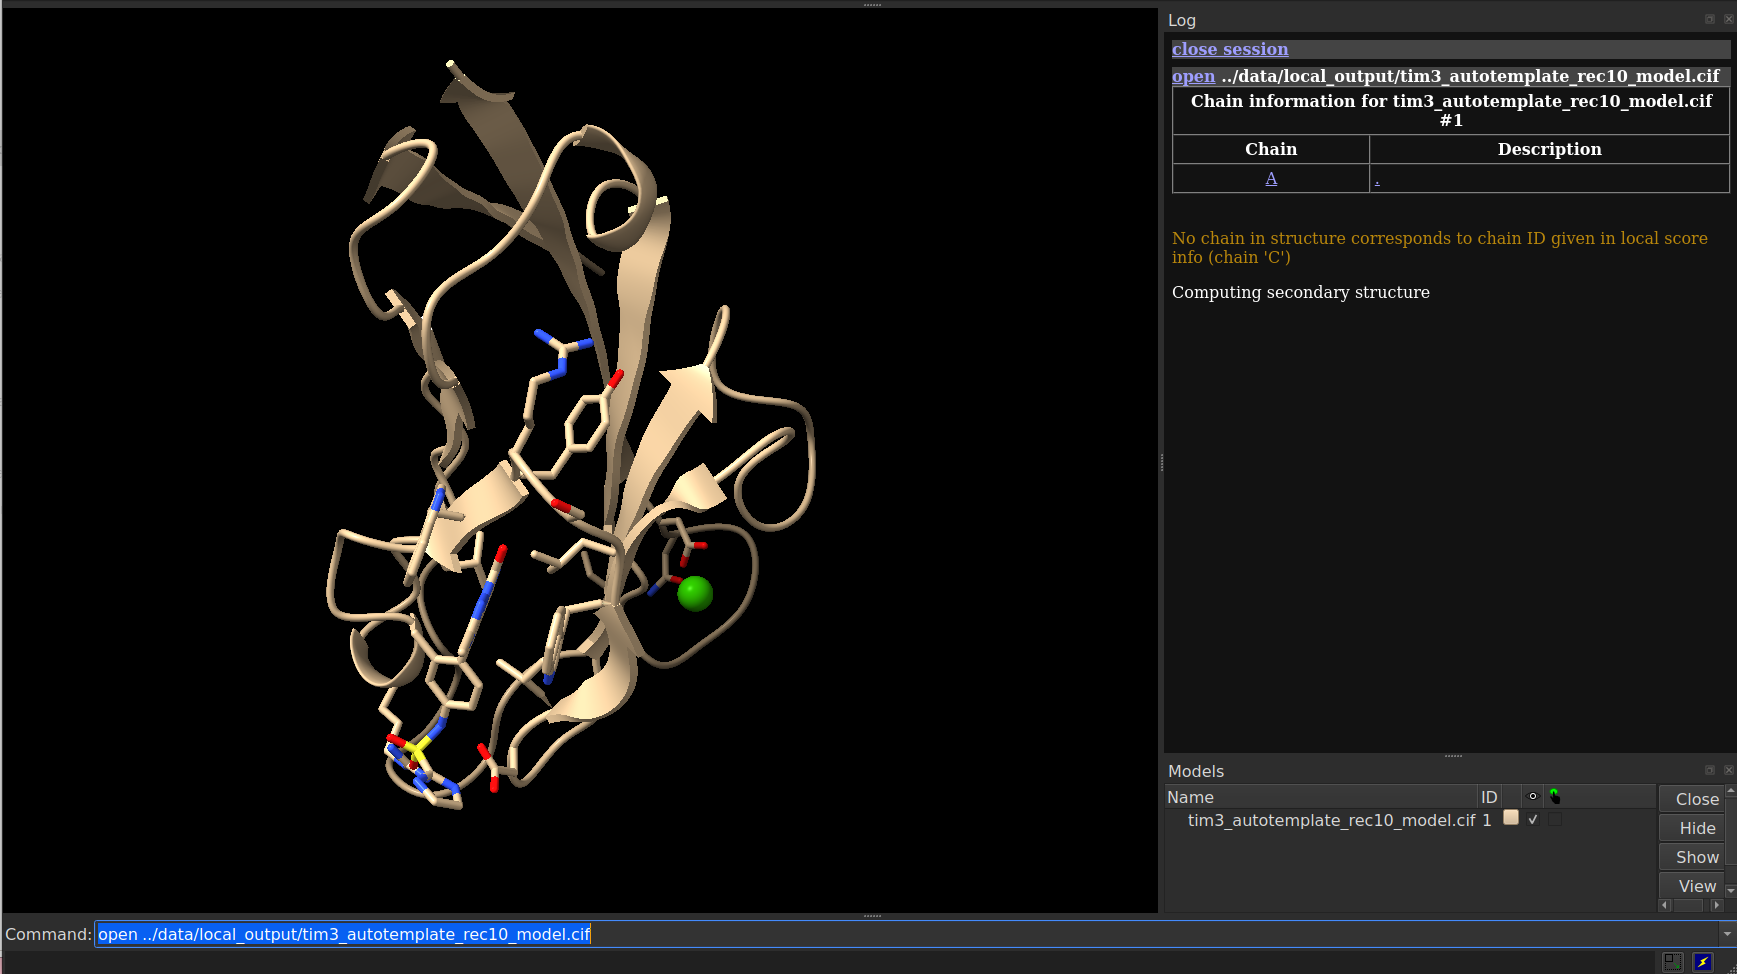 Log
close session
open ../data/local_output/tim3_autotemplate_rec10_model.cif
Chain information for tim3_autotemplate_rec10_model.cif
#1
Chain Description
A .
No chain in structure corresponds to chain ID given in local score
info (chain 'C')
Computing secondary structure
Models
Name ID
tim3_autotemplate_rec10_model.cif 1
Close
Hide
Show
View
Command: open ../data/local_output/tim3_autotemplate_rec10_model.cif